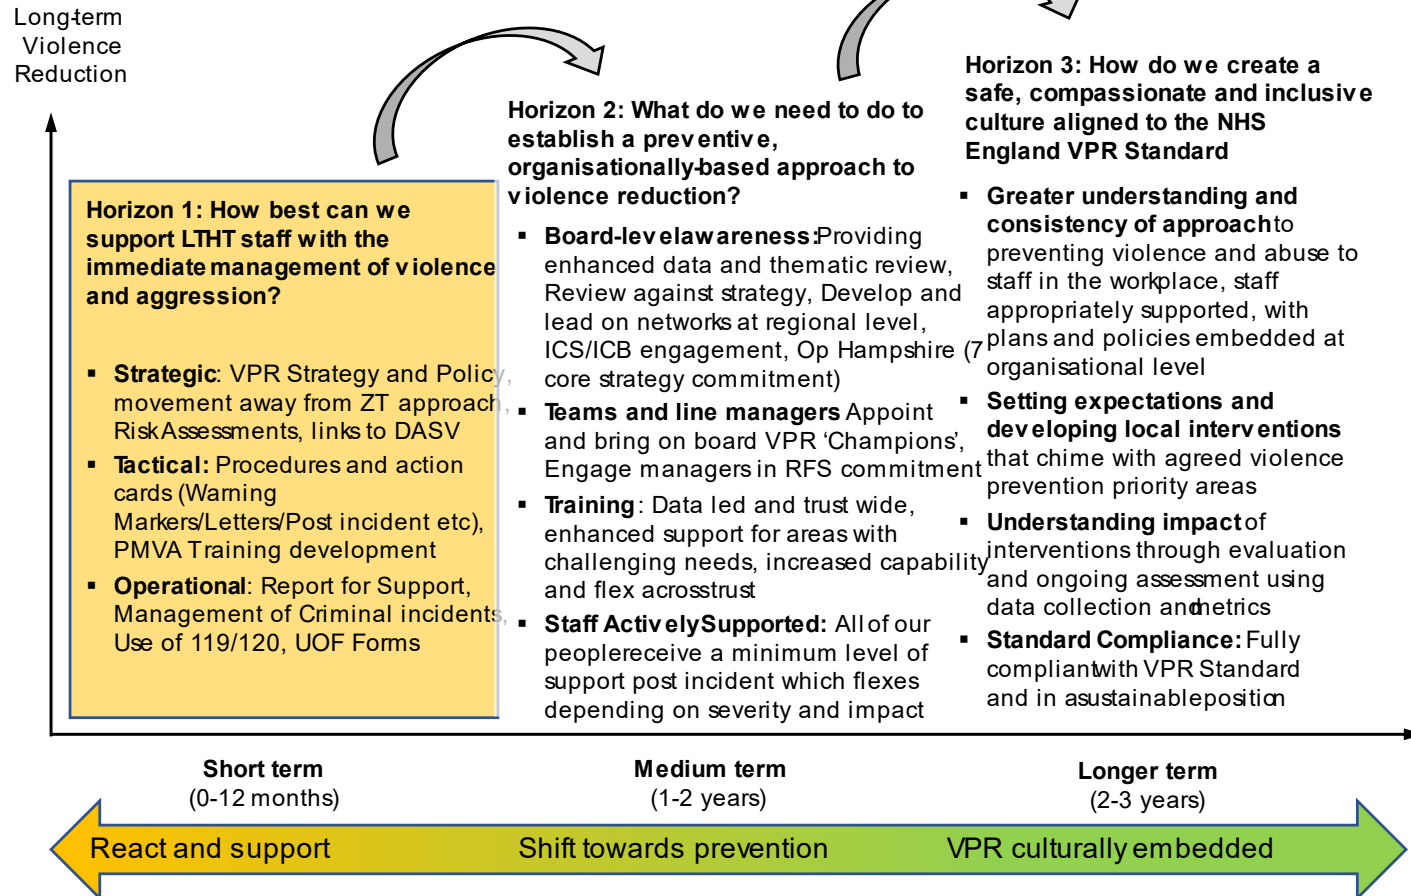 Long-term
Violence
Reduction
Horizon 1: How best can we
support LTHT staff with the
immediate management of violence
and aggression?
▪ Strategic: VPR Strategy and Policy,
movement away from ZT approach,
Risk Assessments, links to DASV
▪ Tactical: Procedures and action
cards (Warning
Markers/Letters/Post incident etc),
PMVA Training development
▪ Operational: Report for Support,
Management of Criminal incidents,
Use of 119/120, UOF Forms
Horizon 2: What do we need to do to
establish a preventive,
organisationally-based approach to
violence reduction?
▪ Board-level awareness: Providing
enhanced data and thematic review,
Review against strategy, Develop and
lead on networks at regional level,
ICS/ICB engagement, Op Hampshire (7
core strategy commitment)
▪ Teams and line managers Appoint
and bring on board VPR ‘Champions’,
Engage managers in RFS commitment
▪ Training: Data led and trust wide,
enhanced support for areas with
challenging needs, increased capability
and flex across trust
▪ Staff Actively Supported: All of our
people receive a minimum level of
support post incident which flexes
depending on severity and impact
Horizon 3: How do we create a
safe, compassionate and inclusive
culture aligned to the NHS
England VPR Standard
▪ Greater understanding and
consistency of approach to
preventing violence and abuse to
staff in the workplace, staff
appropriately supported, with
plans and policies embedded at
organisational level
▪ Setting expectations and
developing local interventions
that chime with agreed violence
prevention priority areas
▪ Understanding impact of
interventions through evaluation
and ongoing assessment using
data collection and metrics
▪ Standard Compliance: Fully
compliant with VPR Standard
and in a sustainable position
Short term
(0-12 months)
Medium term
(1-2 years)
Longer term
(2-3 years)
React and support
Shift towards prevention
VPR culturally embedded